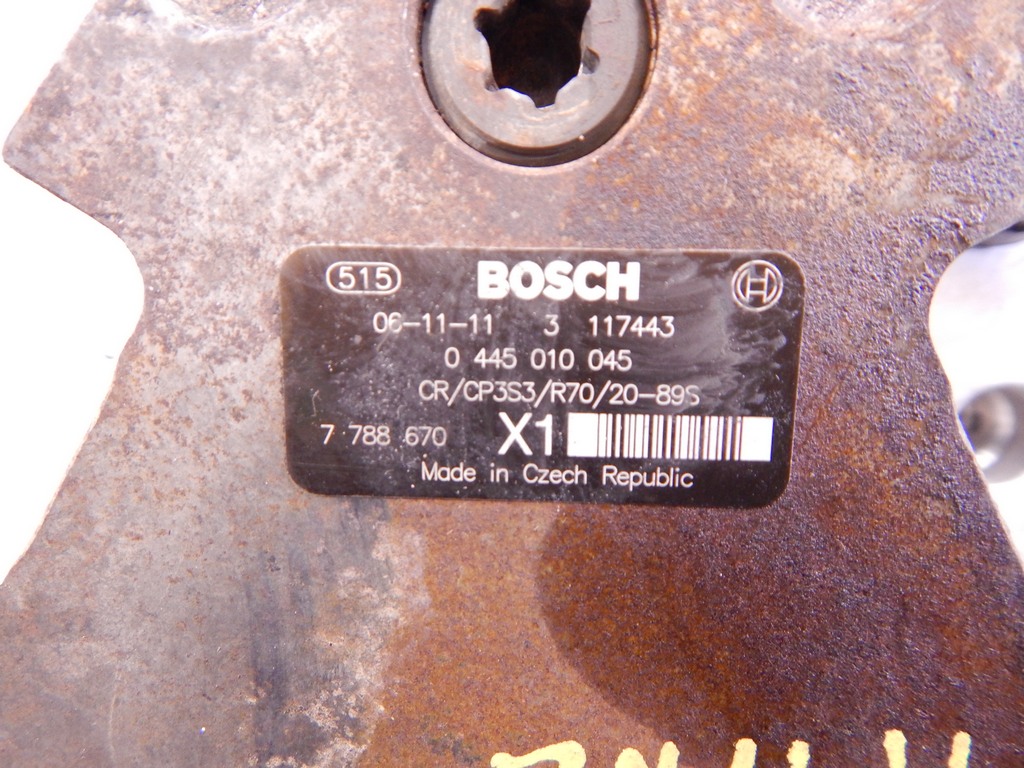 515 BOSCH H
06-11-11 3 117443
0 445 010 045
CR/CP3S3/R70/20-89S
7 788 670 X1
Made in Czech Republic